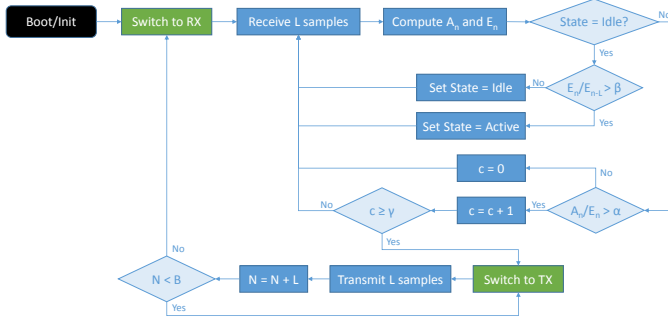 Boot/Init
Switch to RX
Receive L samples
Compute Aₙ and Eₙ
State = Idle?
No
Yes
Set State = Idle
No
Eₙ/Eₙ₋L > β
Set State = Active
Yes
c = 0
No
No
c ≥ γ
c = c + 1
Yes
Aₙ/Eₙ > α
Yes
No
N < B
N = N + L
Transmit L samples
Switch to TX
Yes